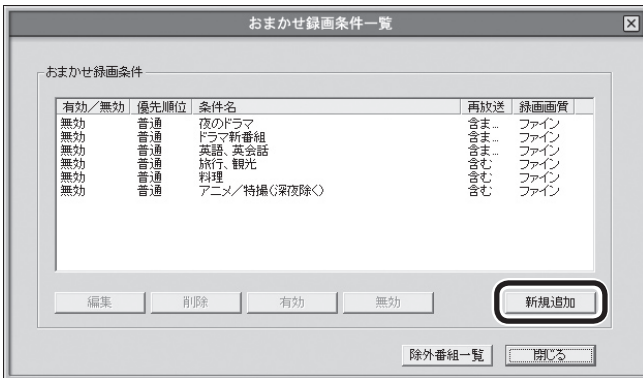 おまかせ録画条件一覧
おまかせ録画条件
有効/無効 優先順位 条件名 再放送 録画画質
無効 普通 夜のドラマ 含ま... ファイン
無効 普通 ドラマ新番組 含ま... ファイン
無効 普通 英語、英会話 含ま... ファイン
無効 普通 旅行、観光 含む ファイン
無効 普通 料理 含む ファイン
無効 普通 アニメ/特撮(深夜除く) 含む ファイン
編集 削除 有効 無効 新規追加
除外番組一覧 閉じる